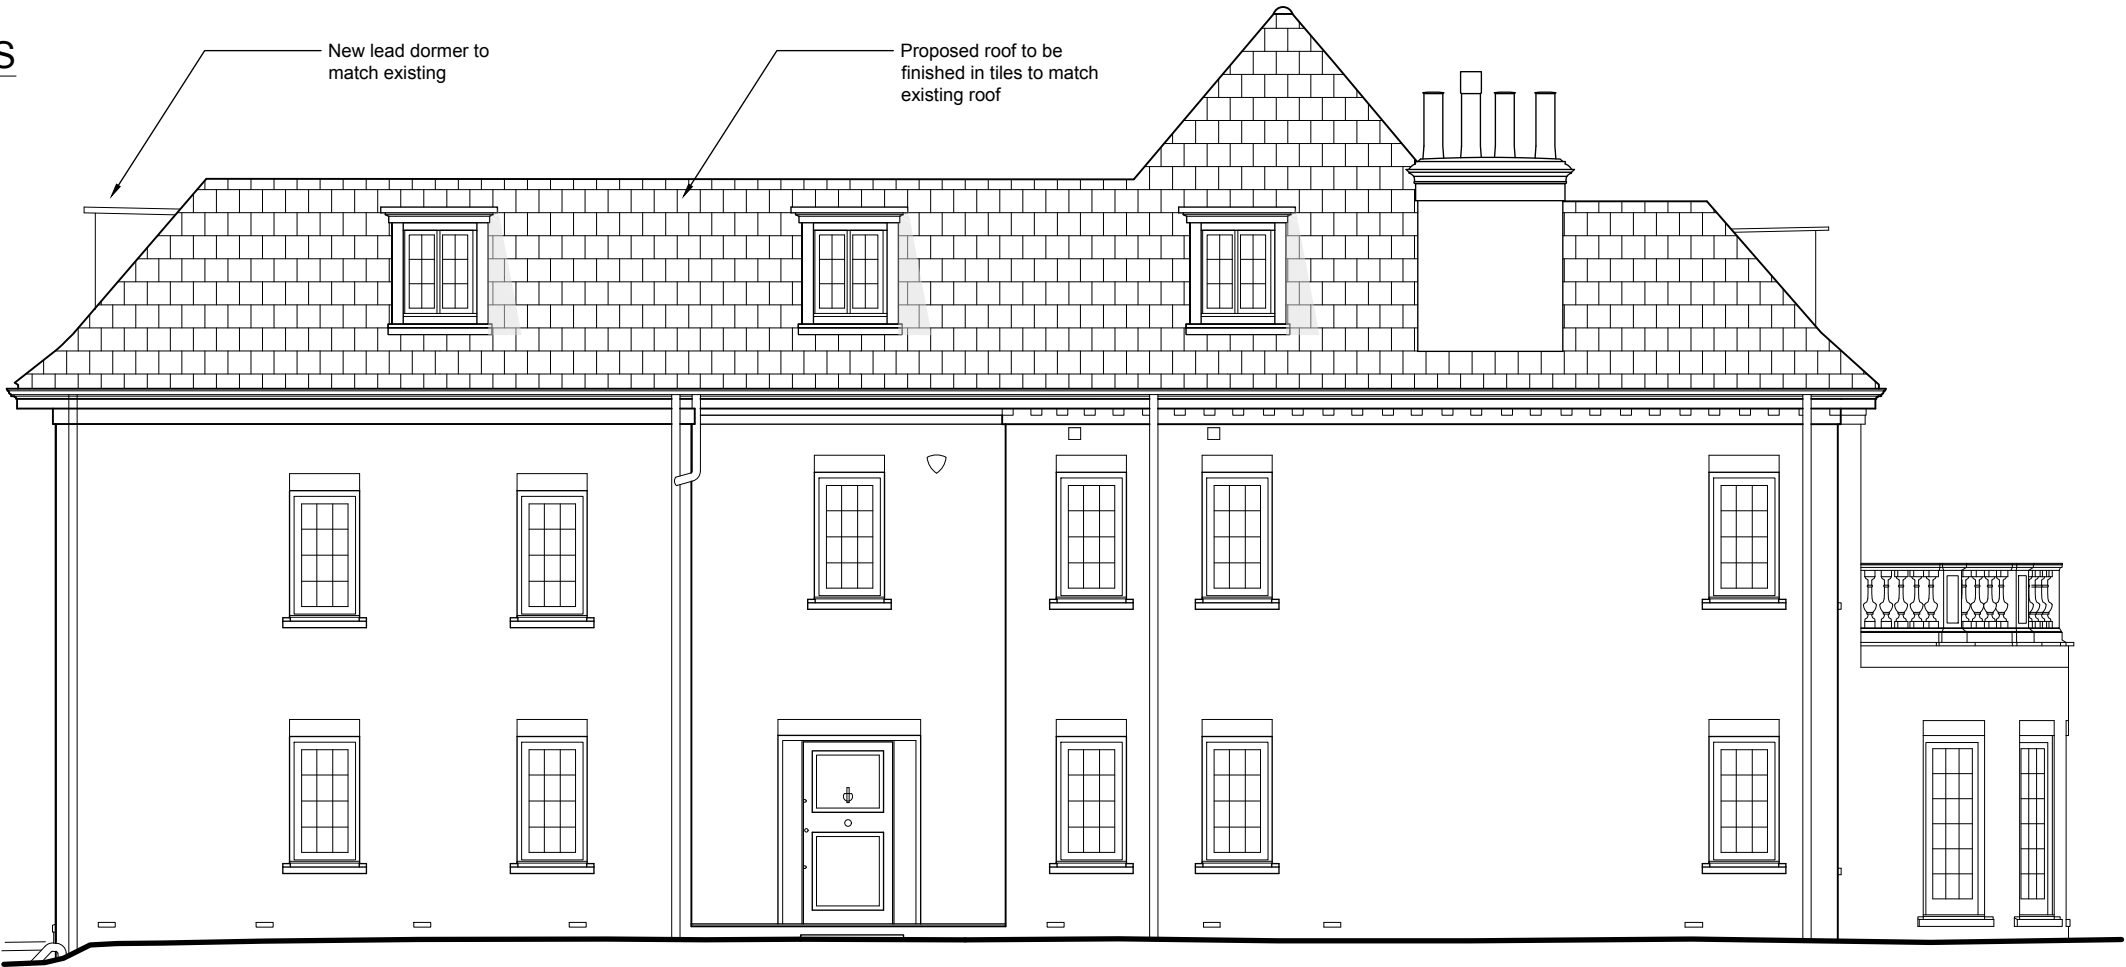 S
New lead dormer to
match existing
Proposed roof to be
finished in tiles to match
existing roof